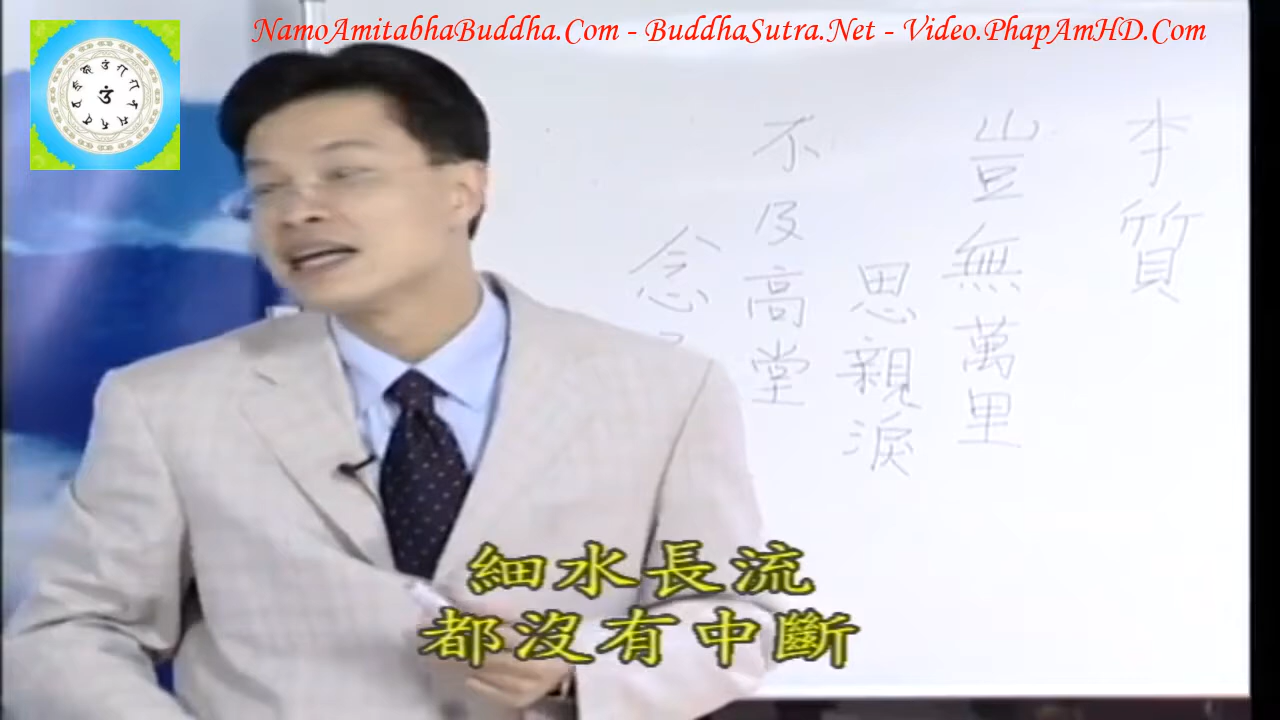 NamoAmitabhaBuddha.Com - BuddhaSutra.Net - Video.PhapAmHD.Com
李質
豈無萬里
思親淚
不及高堂
念
細水長流
都沒有中斷